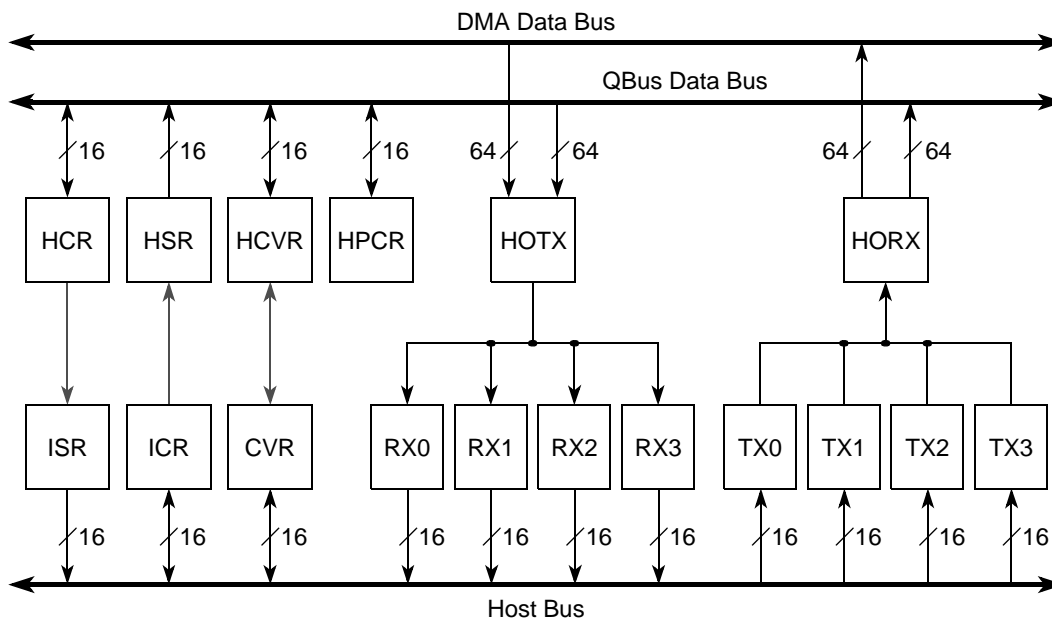 DMA Data Bus
QBus Data Bus
16 16 16 16 64 64 64 64
HCR HSR HCVR HPCR HOTX HORX
ISR ICR CVR RX0 RX1 RX2 RX3 TX0 TX1 TX2 TX3
16 16 16 16 16 16 16 16 16 16 16
Host Bus